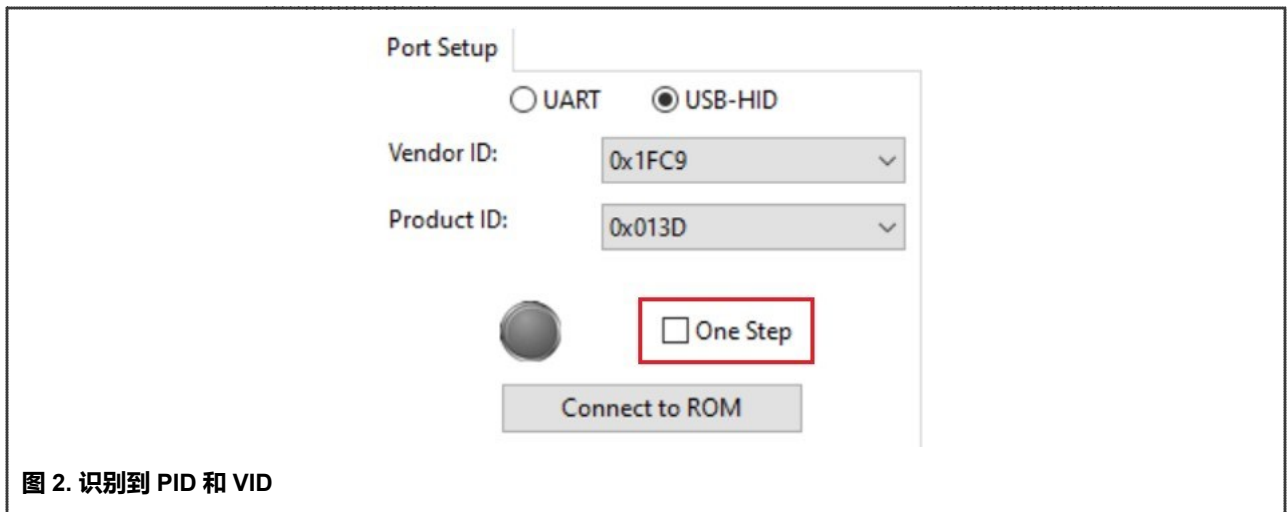 Port Setup
UART USB-HID
Vendor ID: 0x1FC9
Product ID: 0x013D
One Step
Connect to ROM
图 2. 识别到 PID 和 VID